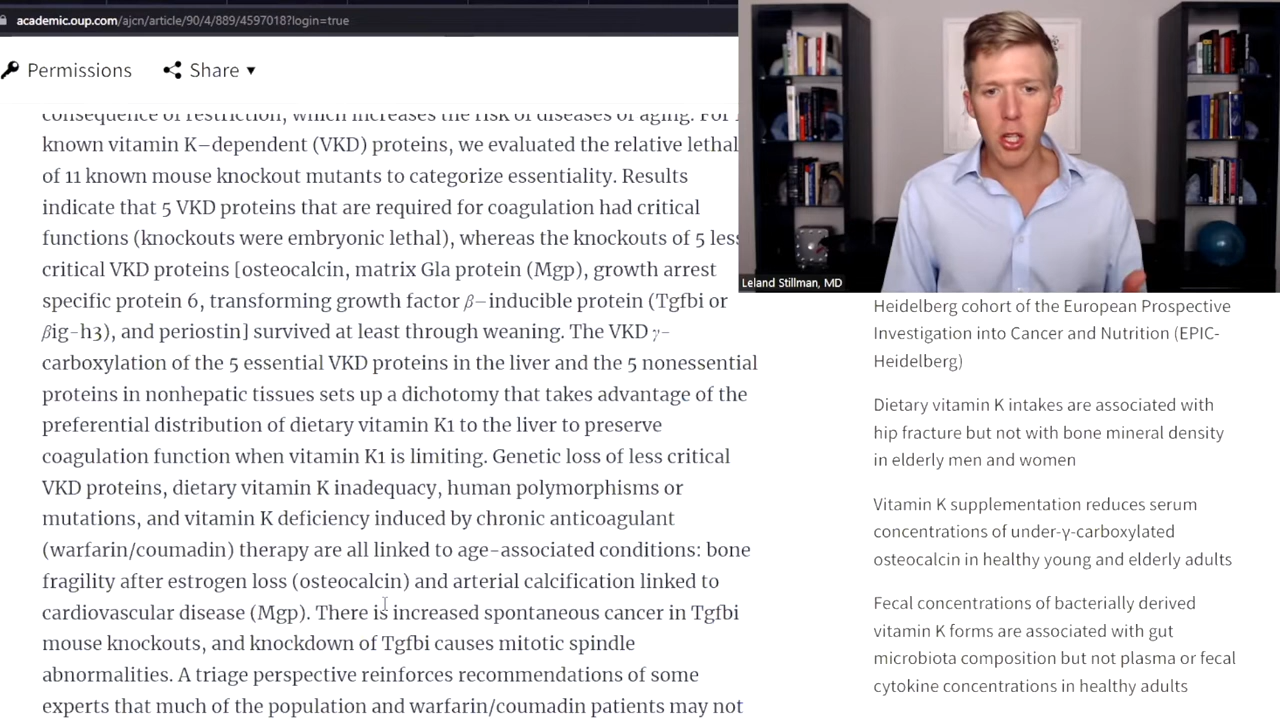 academic.oup.com/ajcn/article/90/4/889/4597018?login=true
Permissions Share ▾
consequence of restriction, which increases the risk of diseases of aging. For
known vitamin K–dependent (VKD) proteins, we evaluated the relative lethal
of 11 known mouse knockout mutants to categorize essentiality. Results
indicate that 5 VKD proteins that are required for coagulation had critical
functions (knockouts were embryonic lethal), whereas the knockouts of 5 less
critical VKD proteins [osteocalcin, matrix Gla protein (Mgp), growth arrest
specific protein 6, transforming growth factor β–inducible protein (Tgfbi or
βig-h3), and periostin] survived at least through weaning. The VKD γ-
carboxylation of the 5 essential VKD proteins in the liver and the 5 nonessential
proteins in nonhepatic tissues sets up a dichotomy that takes advantage of the
preferential distribution of dietary vitamin K1 to the liver to preserve
coagulation function when vitamin K1 is limiting. Genetic loss of less critical
VKD proteins, dietary vitamin K inadequacy, human polymorphisms or
mutations, and vitamin K deficiency induced by chronic anticoagulant
(warfarin/coumadin) therapy are all linked to age-associated conditions: bone
fragility after estrogen loss (osteocalcin) and arterial calcification linked to
cardiovascular disease (Mgp). There is increased spontaneous cancer in Tgfbi
mouse knockouts, and knockdown of Tgfbi causes mitotic spindle
abnormalities. A triage perspective reinforces recommendations of some
experts that much of the population and warfarin/coumadin patients may not
Leland Stillman, MD
Heidelberg cohort of the European Prospective
Investigation into Cancer and Nutrition (EPIC-
Heidelberg)
Dietary vitamin K intakes are associated with
hip fracture but not with bone mineral density
in elderly men and women
Vitamin K supplementation reduces serum
concentrations of under-γ-carboxylated
osteocalcin in healthy young and elderly adults
Fecal concentrations of bacterially derived
vitamin K forms are associated with gut
microbiota composition but not plasma or fecal
cytokine concentrations in healthy adults